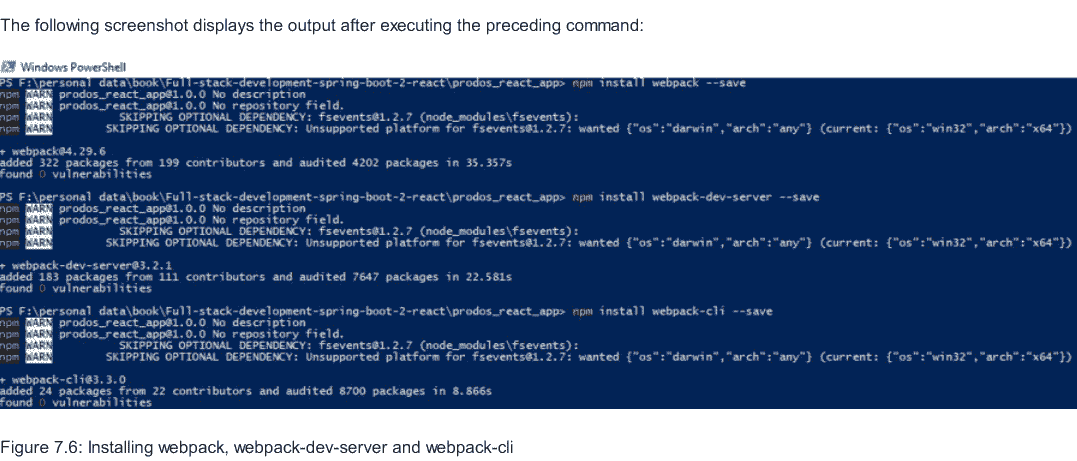 The following screenshot displays the output after executing the preceding command:
Windows PowerShell
PS F:\personal data\book\Full-stack-development-spring-boot-2-react\prodos_react_app> npm install webpack --save
npm WARN prodos_react_app@1.0.0 No description
npm WARN prodos_react_app@1.0.0 No repository field.
npm WARN SKIPPING OPTIONAL DEPENDENCY: fsevents@1.2.7 (node_modules\fsevents):
npm WARN SKIPPING OPTIONAL DEPENDENCY: Unsupported platform for fsevents@1.2.7: wanted {"os":"darwin","arch":"any"} (current: {"os":"win32","arch":"x64"})
+ webpack@4.29.6
added 322 packages from 199 contributors and audited 4202 packages in 35.357s
found 0 vulnerabilities
PS F:\personal data\book\Full-stack-development-spring-boot-2-react\prodos_react_app> npm install webpack-dev-server --save
npm WARN prodos_react_app@1.0.0 No description
npm WARN prodos_react_app@1.0.0 No repository field.
npm WARN SKIPPING OPTIONAL DEPENDENCY: fsevents@1.2.7 (node_modules\fsevents):
npm WARN SKIPPING OPTIONAL DEPENDENCY: Unsupported platform for fsevents@1.2.7: wanted {"os":"darwin","arch":"any"} (current: {"os":"win32","arch":"x64"})
+ webpack-dev-server@3.2.1
added 183 packages from 111 contributors and audited 7647 packages in 22.581s
found 0 vulnerabilities
PS F:\personal data\book\Full-stack-development-spring-boot-2-react\prodos_react_app> npm install webpack-cli --save
npm WARN prodos_react_app@1.0.0 No description
npm WARN prodos_react_app@1.0.0 No repository field.
npm WARN SKIPPING OPTIONAL DEPENDENCY: fsevents@1.2.7 (node_modules\fsevents):
npm WARN SKIPPING OPTIONAL DEPENDENCY: Unsupported platform for fsevents@1.2.7: wanted {"os":"darwin","arch":"any"} (current: {"os":"win32","arch":"x64"})
+ webpack-cli@3.3.0
added 24 packages from 22 contributors and audited 8700 packages in 8.866s
found 0 vulnerabilities
Figure 7.6: Installing webpack, webpack-dev-server and webpack-cli